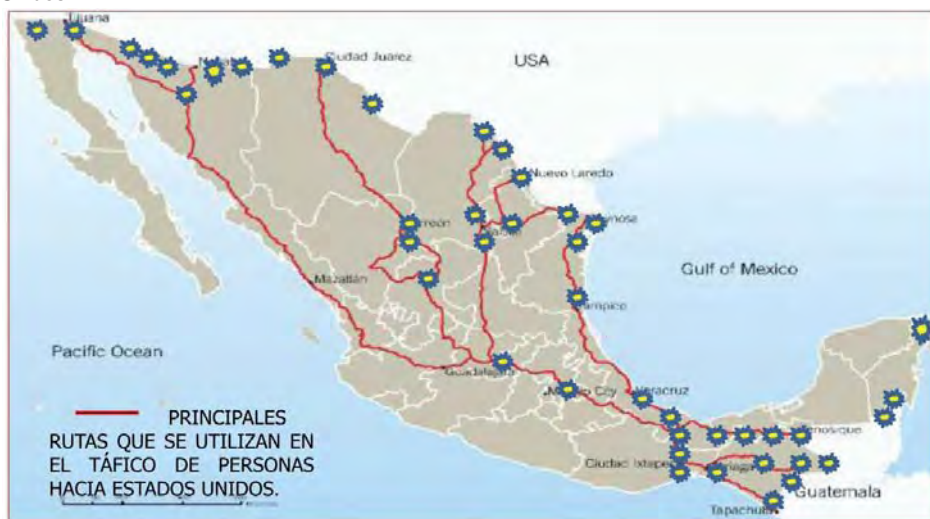 Tijuana
Ciudad Juarez
USA
Nuevo Laredo
Gulf of Mexico
Mazatlán
Pacific Ocean
Guadalajara
Veracruz
PRINCIPALES
RUTAS QUE SE UTILIZAN EN
EL TÁFICO DE PERSONAS
HACIA ESTADOS UNIDOS.
Ciudad Ixtepec
Guatemala
Tapachula